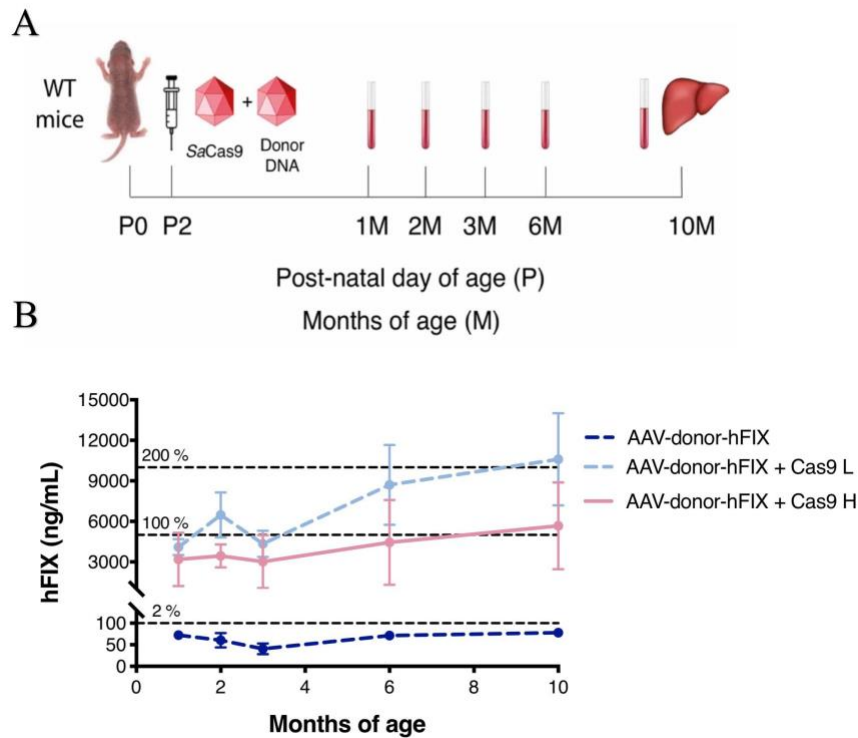 A
WT
mice
SaCas9
+
Donor
DNA
P0 P2 1M 2M 3M 6M 10M
Post-natal day of age (P)
Months of age (M)
B
hFIX (ng/mL)
15000
12000
9000
6000
3000
100
50
0
200 %
100 %
2 %
0 2 4 6 8 10
Months of age
AAV-donor-hFIX
AAV-donor-hFIX + Cas9 L
AAV-donor-hFIX + Cas9 H